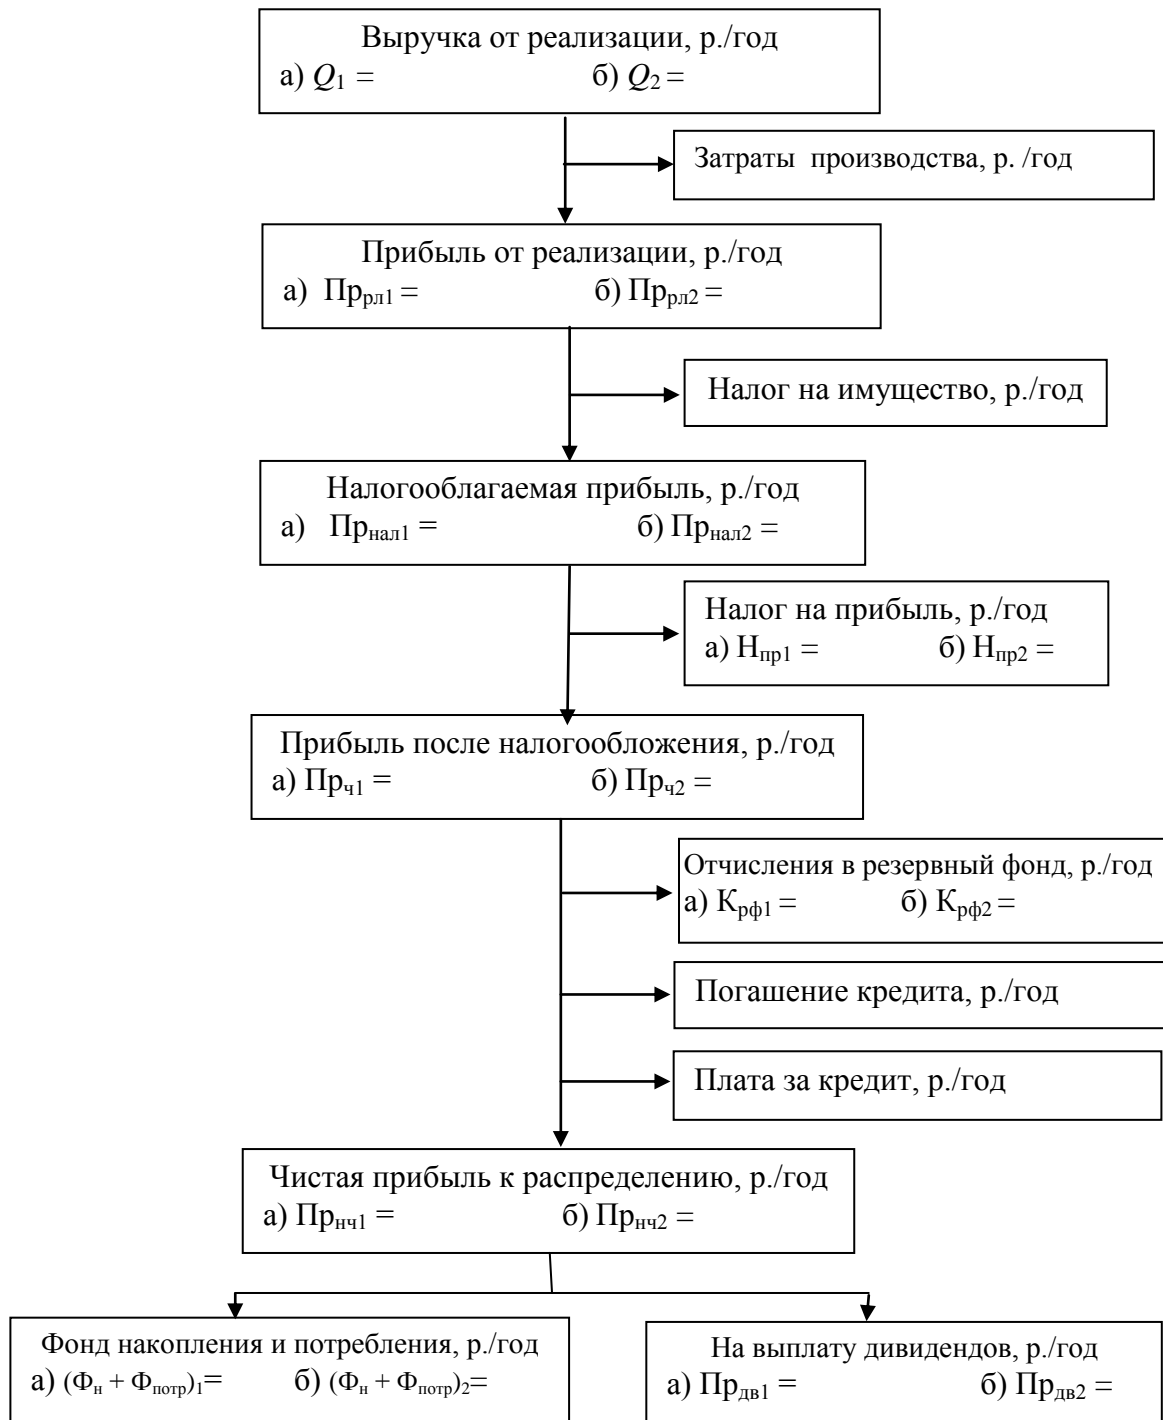 Выручка от реализации, р./год
а) Q1 = б) Q2 =
Затраты производства, р. /год
Прибыль от реализации, р./год
а) Пррл1 = б) Пррл2 =
Налог на имущество, р./год
Налогооблагаемая прибыль, р./год
а) Прнал1 = б) Прнал2 =
Налог на прибыль, р./год
а) Нпр1 = б) Нпр2 =
Прибыль после налогообложения, р./год
а) Прч1 = б) Прч2 =
Отчисления в резервный фонд, р./год
а) Крф1 = б) Крф2 =
Погашение кредита, р./год
Плата за кредит, р./год
Чистая прибыль к распределению, р./год
а) Прнч1 = б) Прнч2 =
Фонд накопления и потребления, р./год
а) (Фн + Фпотр)1= б) (Фн + Фпотр)2=
На выплату дивидендов, р./год
а) Прдв1 = б) Прдв2 =